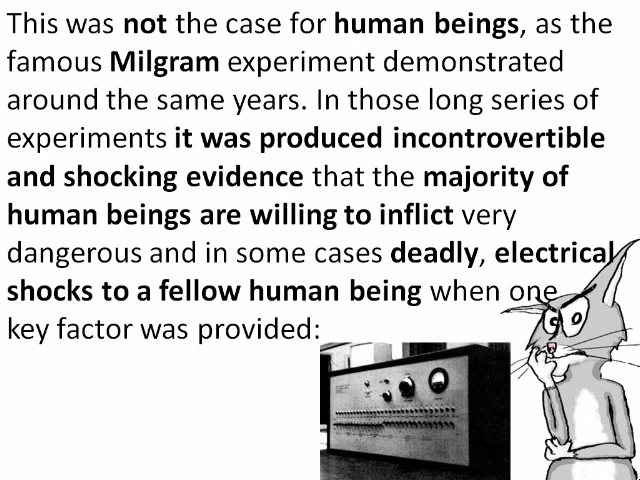 This was not the case for human beings, as the
famous Milgram experiment demonstrated
around the same years. In those long series of
experiments it was produced incontrovertible
and shocking evidence that the majority of
human beings are willing to inflict very
dangerous and in some cases deadly, electrical
shocks to a fellow human being when one
key factor was provided: